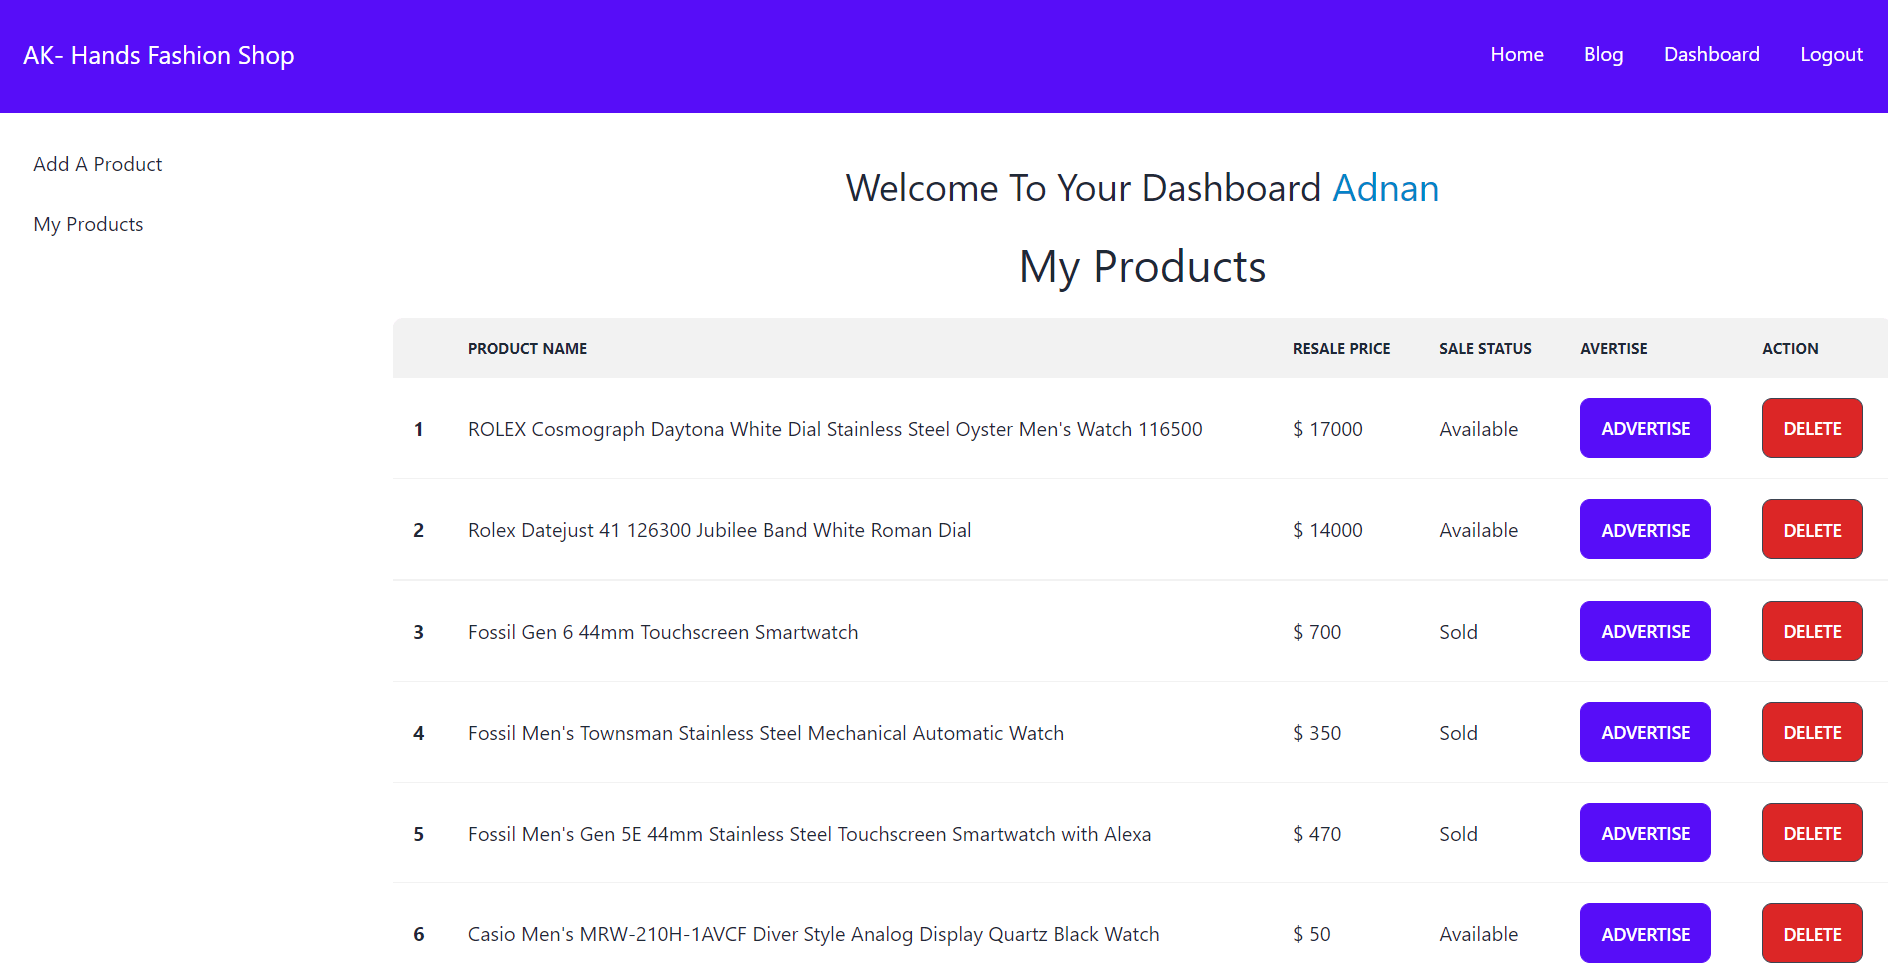 AK- Hands Fashion Shop Home Blog Dashboard Logout
Add A Product
My Products
Welcome To Your Dashboard Adnan
My Products
PRODUCT NAME RESALE PRICE SALE STATUS AVERTISE ACTION
1 ROLEX Cosmograph Daytona White Dial Stainless Steel Oyster Men's Watch 116500 $ 17000 Available ADVERTISE DELETE
2 Rolex Datejust 41 126300 Jubilee Band White Roman Dial $ 14000 Available ADVERTISE DELETE
3 Fossil Gen 6 44mm Touchscreen Smartwatch $ 700 Sold ADVERTISE DELETE
4 Fossil Men's Townsman Stainless Steel Mechanical Automatic Watch $ 350 Sold ADVERTISE DELETE
5 Fossil Men's Gen 5E 44mm Stainless Steel Touchscreen Smartwatch with Alexa $ 470 Sold ADVERTISE DELETE
6 Casio Men's MRW-210H-1AVCF Diver Style Analog Display Quartz Black Watch $ 50 Available ADVERTISE DELETE